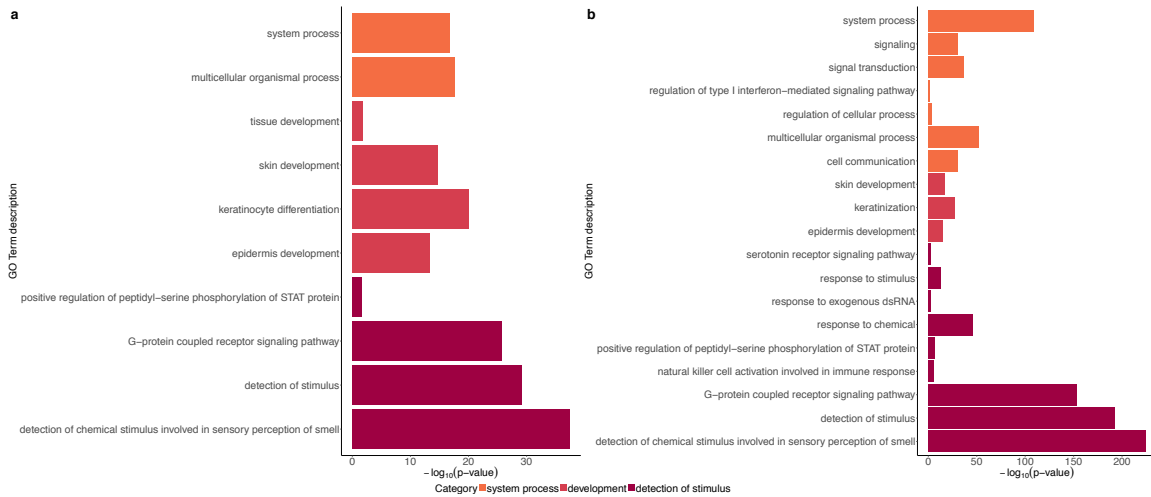 a
GO Term description
system process
multicellular organismal process
tissue development
skin development
keratinocyte differentiation
epidermis development
positive regulation of peptidyl−serine phosphorylation of STAT protein
G−protein coupled receptor signaling pathway
detection of stimulus
detection of chemical stimulus involved in sensory perception of smell
0 10 20 30
−log10(p−value)
b
GO Term description
system process
signaling
signal transduction
regulation of type I interferon−mediated signaling pathway
regulation of cellular process
multicellular organismal process
cell communication
skin development
keratinization
epidermis development
serotonin receptor signaling pathway
response to stimulus
response to exogenous dsRNA
response to chemical
positive regulation of peptidyl−serine phosphorylation of STAT protein
natural killer cell activation involved in immune response
G−protein coupled receptor signaling pathway
detection of stimulus
detection of chemical stimulus involved in sensory perception of smell
0 50 100 150 200
−log10(p−value)
Category system process development detection of stimulus